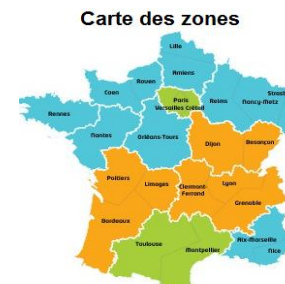 Carte des zones
Lille
Amiens
Rouen
Caen
Paris
Versailles Créteil
Reims
Nancy-Metz
Rennes
Nantes
Orléans-Tours
Dijon
Besançon
Poitiers
Limoges
Clermont-
Ferrand
Lyon
Grenoble
Bordeaux
Toulouse
Montpellier
Aix-Marseille
Nice